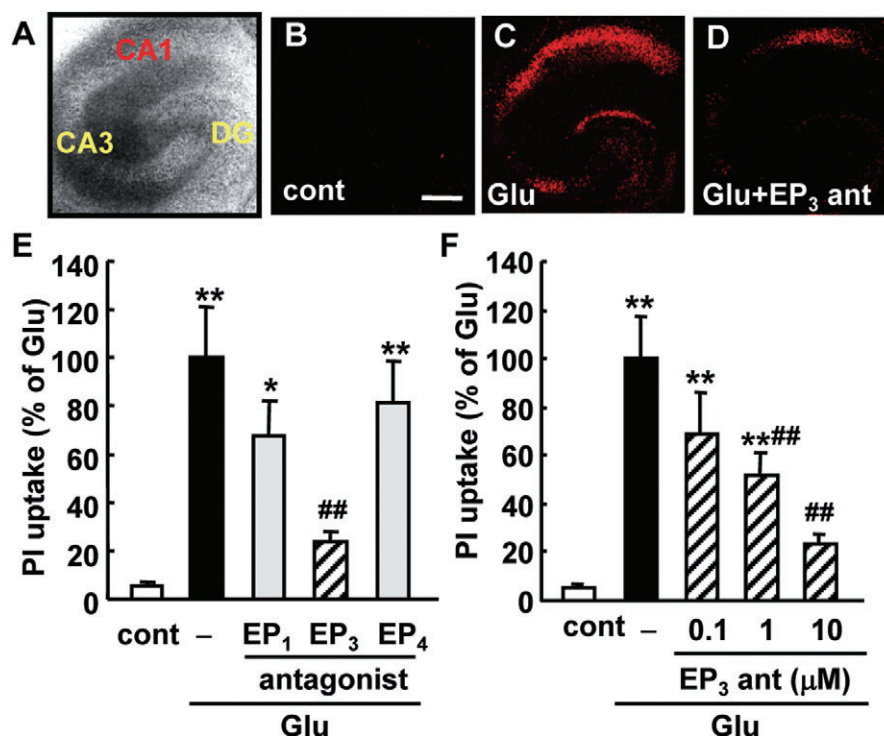 A
CA1
CA3
DG
B
cont
C
Glu
D
Glu+EP₃ ant
E
PI uptake (% of Glu)
140
120
100
80
60
40
20
0
**
*
##
**
cont – EP₁ EP₃ EP₄
antagonist
Glu
F
PI uptake (% of Glu)
140
120
100
80
60
40
20
0
**
**
**##
##
cont – 0.1 1 10
EP₃ ant (μM)
Glu